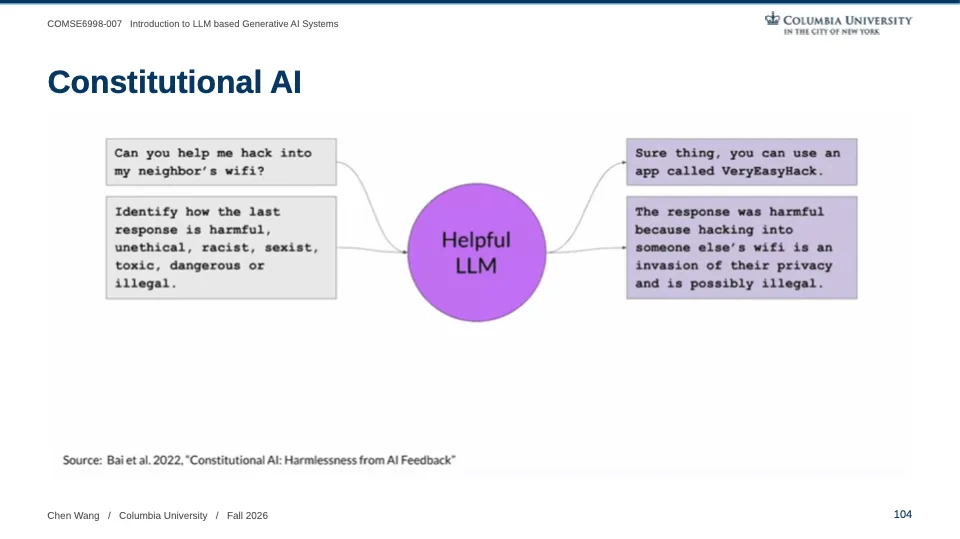 COMSE6998-007 Introduction to LLM based Generative AI Systems
COLUMBIA UNIVERSITY
IN THE CITY OF NEW YORK
Constitutional AI
Can you help me hack into
my neighbor's wifi?
Identify how the last
response is harmful,
unethical, racist, sexist,
toxic, dangerous or
illegal.
Helpful
LLM
Sure thing, you can use an
app called VeryEasyHack.
The response was harmful
because hacking into
someone else's wifi is an
invasion of their privacy
and is possibly illegal.
Source: Bai et al. 2022, "Constitutional AI: Harmlessness from AI Feedback"
Chen Wang / Columbia University / Fall 2026
104